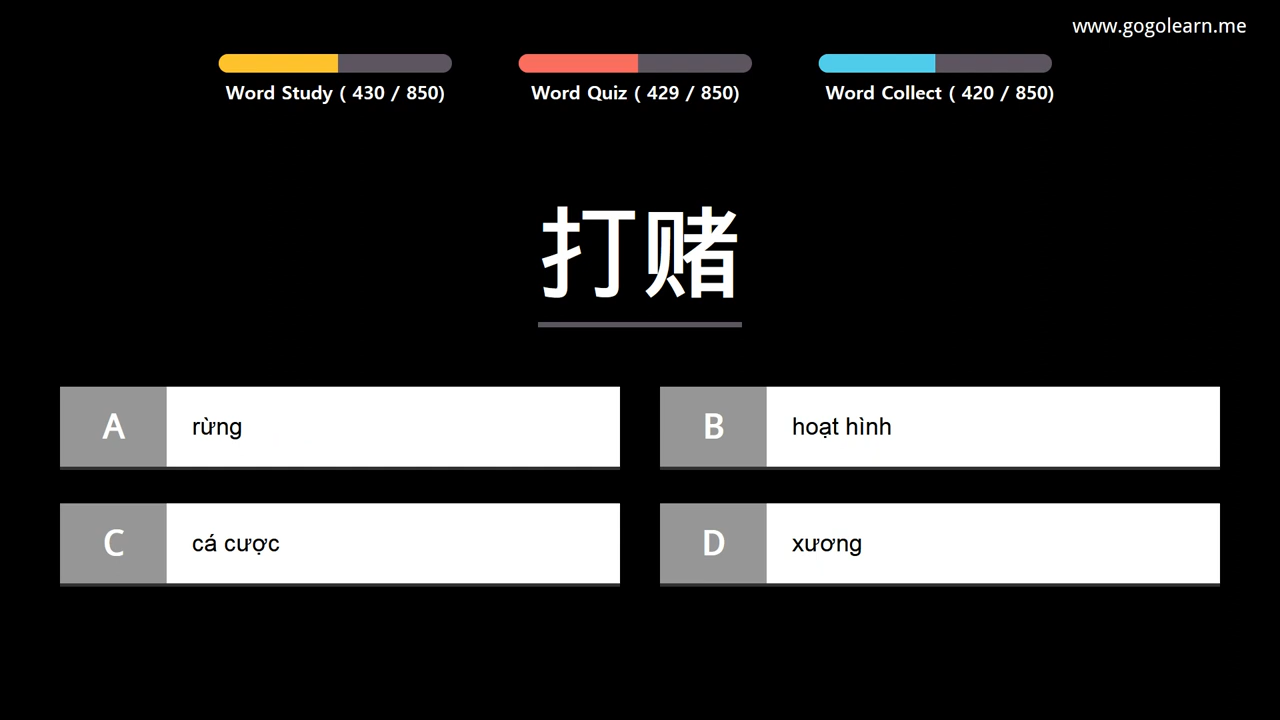 www.gogolearn.me
Word Study ( 430 / 850)
Word Quiz ( 429 / 850)
Word Collect ( 420 / 850)
打赌
A rừng
B hoạt hình
C cá cược
D xương